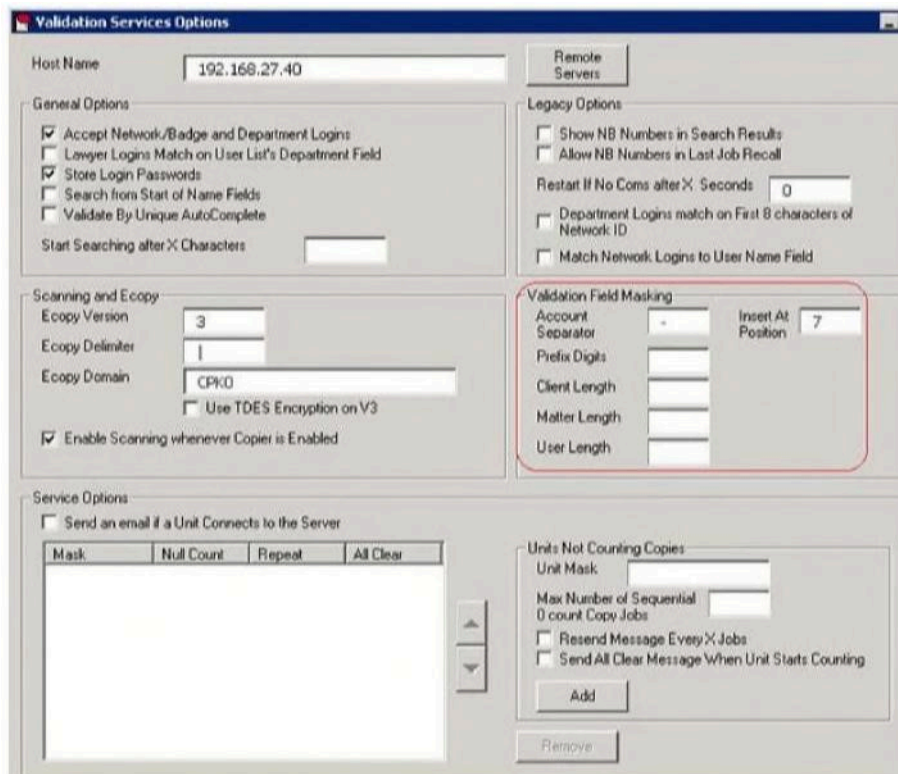 Validation Services Options
Host Name
192.168.27.40
Remote
Servers
General Options
Accept Network/Badge and Department Logins
Lawyer Logins Match on User List's Department Field
Store Login Passwords
Search from Start of Name Fields
Validate By Unique AutoComplete
Start Searching after X Characters
Legacy Options
Show NB Numbers in Search Results
Allow NB Numbers in Last Job Recall
Restart If No Coms after X Seconds
0
Department Logins match on First 8 characters of
Network ID
Match Network Logins to User Name Field
Scanning and Ecopy
Ecopy Version
3
Ecopy Delimiter
|
Ecopy Domain
CPKO
Use TDES Encryption on V3
Enable Scanning whenever Copier is Enabled
Validation Field Masking
Account
Separator
-
Insert At
Position
7
Prefix Digits
Client Length
Matter Length
User Length
Service Options
Send an email if a Unit Connects to the Server
Mask Null Count Repeat All Clear
Units Not Counting Copies
Unit Mask
Max Number of Sequential
0 count Copy Jobs
Resend Message Every X Jobs
Send All Clear Message When Unit Starts Counting
Add
Remove